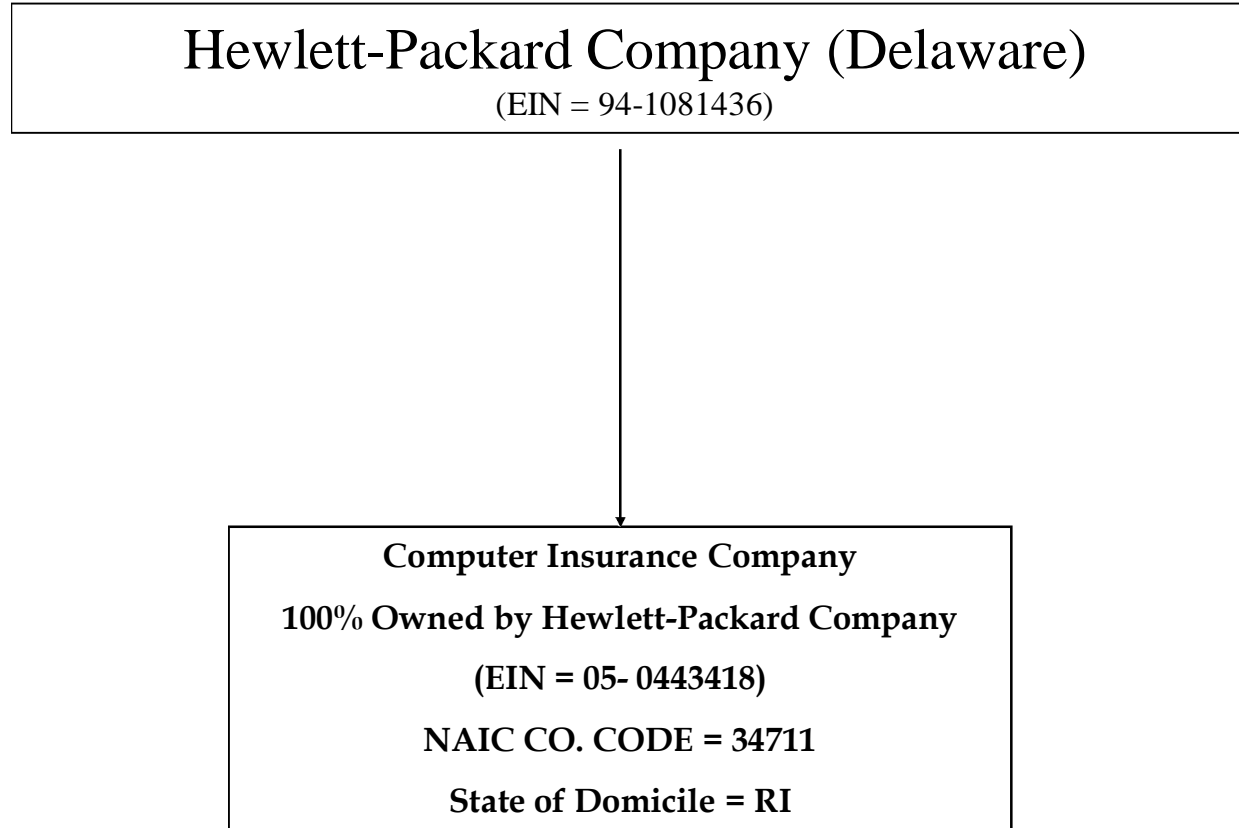 Hewlett-Packard Company (Delaware)
(EIN = 94-1081436)
Computer Insurance Company
100% Owned by Hewlett-Packard Company
(EIN = 05- 0443418)
NAIC CO. CODE = 34711
State of Domicile = RI